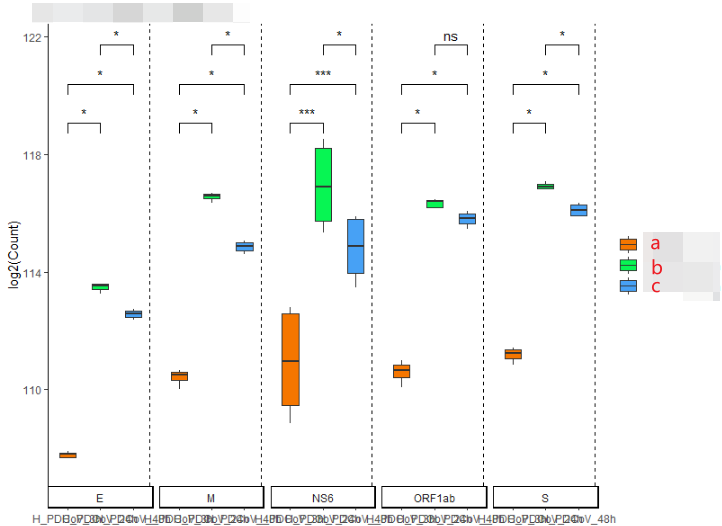 122
* * * ns *
* * *** * *
* * *** * *
118
114
110
log2(Count)
a
b
c
E M NS6 ORF1ab S